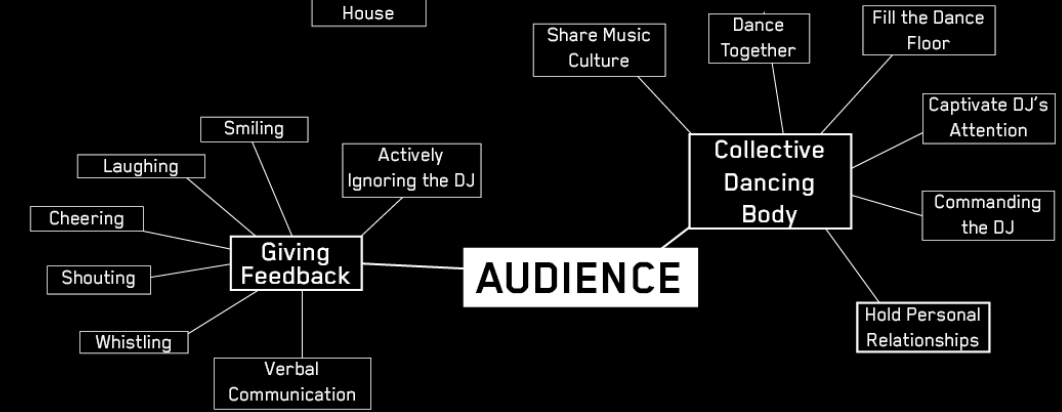 House
Share Music
Culture
Dance
Together
Fill the Dance
Floor
Captivate DJ's
Attention
Collective
Dancing
Body
Commanding
the DJ
Hold Personal
Relationships
AUDIENCE
Smiling
Actively
Ignoring the DJ
Laughing
Cheering
Giving
Feedback
Shouting
Whistling
Verbal
Communication